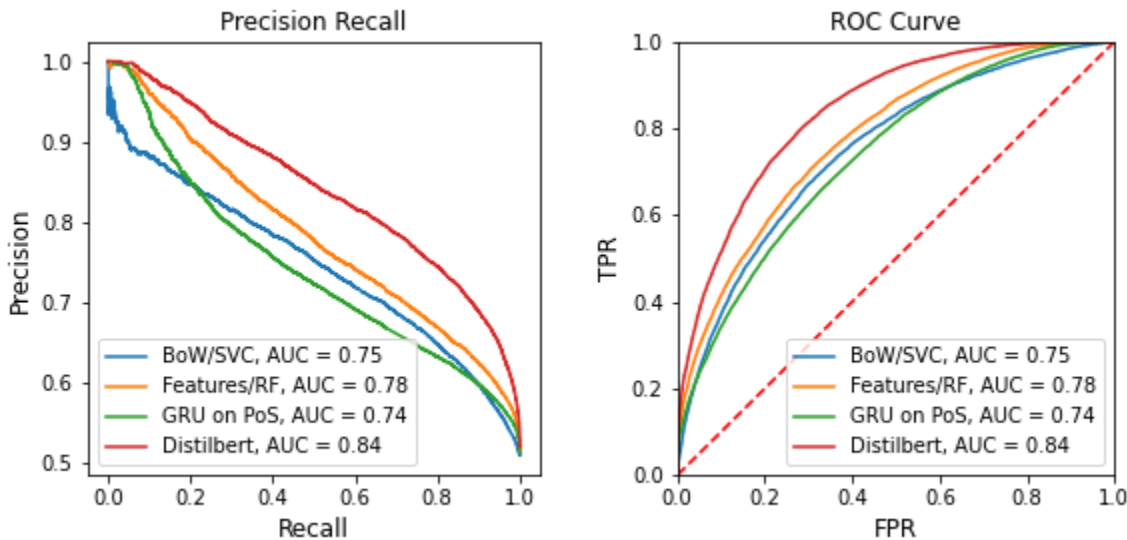 Precision Recall
1.0
0.9
0.8
0.7
0.6
0.5
Precision
BoW/SVC, AUC = 0.75
Features/RF, AUC = 0.78
GRU on PoS, AUC = 0.74
Distilbert, AUC = 0.84
0.0 0.2 0.4 0.6 0.8 1.0
Recall
ROC Curve
1.0
0.8
0.6
0.4
0.2
0.0
TPR
BoW/SVC, AUC = 0.75
Features/RF, AUC = 0.78
GRU on PoS, AUC = 0.74
Distilbert, AUC = 0.84
0.0 0.2 0.4 0.6 0.8 1.0
FPR